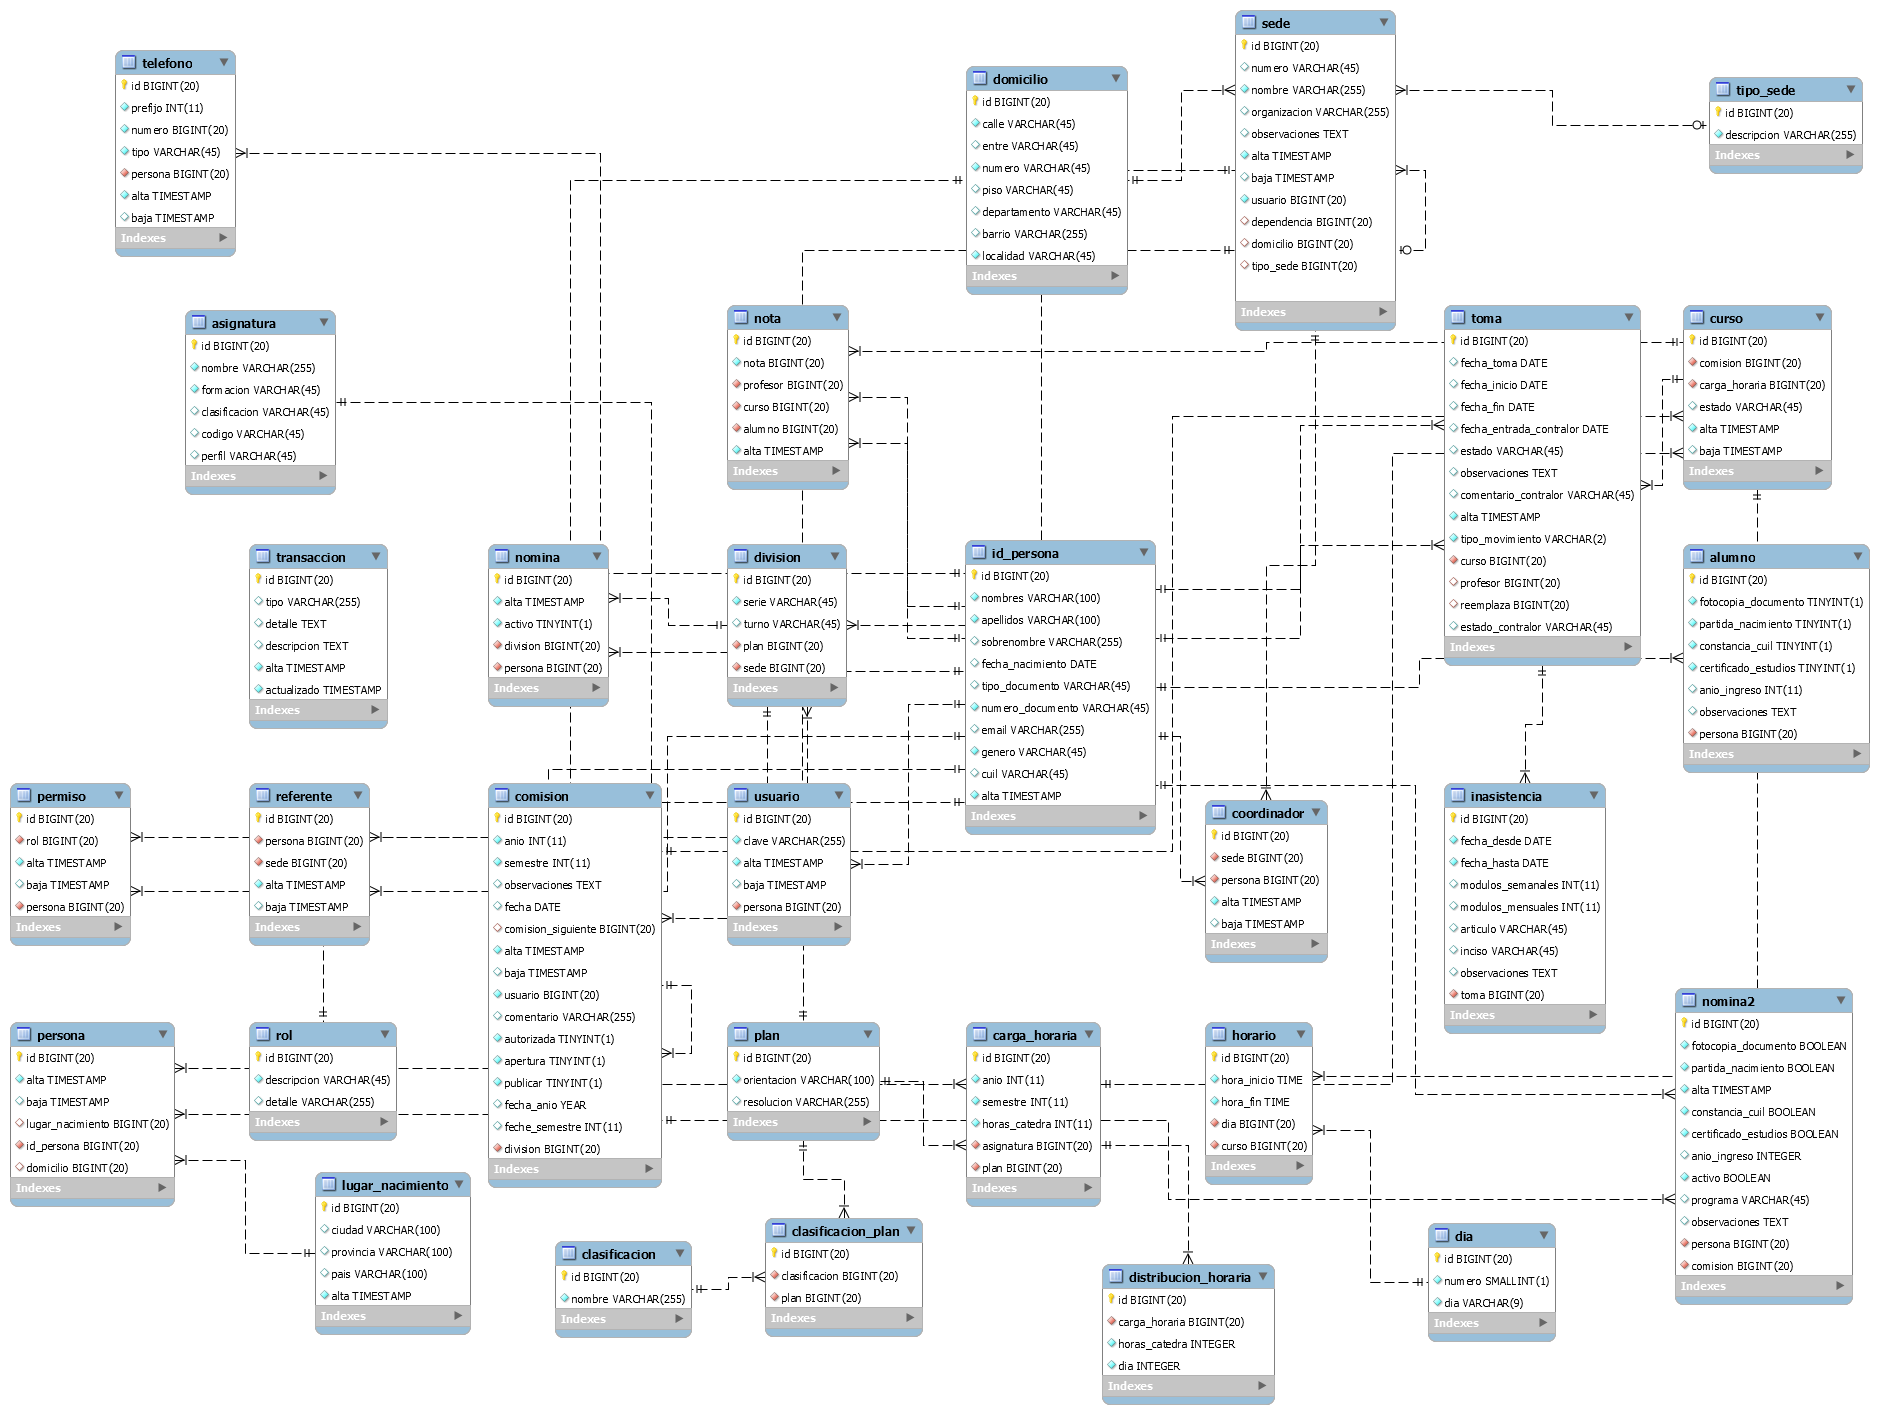 telefono
id BIGINT(20)
prefijo INT(11)
numero BIGINT(20)
tipo VARCHAR(45)
persona BIGINT(20)
alta TIMESTAMP
baja TIMESTAMP
Indexes
domicilio
id BIGINT(20)
calle VARCHAR(45)
entre VARCHAR(45)
numero VARCHAR(45)
piso VARCHAR(45)
departamento VARCHAR(45)
barrio VARCHAR(255)
localidad VARCHAR(45)
Indexes
sede
id BIGINT(20)
numero VARCHAR(45)
nombre VARCHAR(255)
organizacion VARCHAR(255)
observaciones TEXT
alta TIMESTAMP
baja TIMESTAMP
usuario BIGINT(20)
dependencia BIGINT(20)
domicilio BIGINT(20)
tipo_sede BIGINT(20)
Indexes
tipo_sede
id BIGINT(20)
descripcion VARCHAR(255)
Indexes
asignatura
id BIGINT(20)
nombre VARCHAR(255)
formacion VARCHAR(45)
clasificacion VARCHAR(45)
codigo VARCHAR(45)
perfil VARCHAR(45)
Indexes
nota
id BIGINT(20)
nota BIGINT(20)
profesor BIGINT(20)
curso BIGINT(20)
alumno BIGINT(20)
alta TIMESTAMP
Indexes
toma
id BIGINT(20)
fecha_toma DATE
fecha_inicio DATE
fecha_fin DATE
fecha_entrada_contralor DATE
estado VARCHAR(45)
observaciones TEXT
comentario_contralor VARCHAR(45)
alta TIMESTAMP
tipo_movimiento VARCHAR(2)
curso BIGINT(20)
profesor BIGINT(20)
reemplaza BIGINT(20)
estado_contralor VARCHAR(45)
Indexes
curso
id BIGINT(20)
comision BIGINT(20)
carga_horaria BIGINT(20)
estado VARCHAR(45)
alta TIMESTAMP
baja TIMESTAMP
Indexes
transaccion
id BIGINT(20)
tipo VARCHAR(255)
detalle TEXT
descripcion TEXT
alta TIMESTAMP
actualizado TIMESTAMP
Indexes
nomina
id BIGINT(20)
alta TIMESTAMP
activo TINYINT(1)
division BIGINT(20)
persona BIGINT(20)
Indexes
division
id BIGINT(20)
serie VARCHAR(45)
turno VARCHAR(45)
plan BIGINT(20)
sede BIGINT(20)
Indexes
id_persona
id BIGINT(20)
nombres VARCHAR(100)
apellidos VARCHAR(100)
sobrenombre VARCHAR(255)
fecha_nacimiento DATE
tipo_documento VARCHAR(45)
numero_documento VARCHAR(45)
email VARCHAR(255)
genero VARCHAR(45)
cuil VARCHAR(45)
alta TIMESTAMP
Indexes
alumno
id BIGINT(20)
fotocopia_documento TINYINT(1)
partida_nacimiento TINYINT(1)
constancia_cuil TINYINT(1)
certificado_estudios TINYINT(1)
anio_ingreso INT(11)
observaciones TEXT
persona BIGINT(20)
Indexes
permiso
id BIGINT(20)
rol BIGINT(20)
alta TIMESTAMP
baja TIMESTAMP
persona BIGINT(20)
Indexes
referente
id BIGINT(20)
persona BIGINT(20)
sede BIGINT(20)
alta TIMESTAMP
baja TIMESTAMP
Indexes
comision
id BIGINT(20)
anio INT(11)
semestre INT(11)
observaciones TEXT
fecha DATE
comision_siguiente BIGINT(20)
alta TIMESTAMP
baja TIMESTAMP
usuario BIGINT(20)
comentario VARCHAR(255)
autorizada TINYINT(1)
apertura TINYINT(1)
publicar TINYINT(1)
fecha_anio YEAR
feche_semestre INT(11)
division BIGINT(20)
Indexes
usuario
id BIGINT(20)
clave VARCHAR(255)
alta TIMESTAMP
baja TIMESTAMP
persona BIGINT(20)
Indexes
coordinador
id BIGINT(20)
sede BIGINT(20)
persona BIGINT(20)
alta TIMESTAMP
baja TIMESTAMP
Indexes
inasistencia
id BIGINT(20)
fecha_desde DATE
fecha_hasta DATE
modulos_semanales INT(11)
modulos_mensuales INT(11)
articulo VARCHAR(45)
inciso VARCHAR(45)
observaciones TEXT
toma BIGINT(20)
Indexes
nomina2
id BIGINT(20)
fotocopia_documento BOOLEAN
partida_nacimiento BOOLEAN
alta TIMESTAMP
constancia_cuil BOOLEAN
certificado_estudios BOOLEAN
anio_ingreso INTEGER
activo BOOLEAN
programa VARCHAR(45)
observaciones TEXT
persona BIGINT(20)
comision BIGINT(20)
Indexes
persona
id BIGINT(20)
alta TIMESTAMP
baja TIMESTAMP
lugar_nacimiento BIGINT(20)
id_persona BIGINT(20)
domicilio BIGINT(20)
Indexes
rol
id BIGINT(20)
descripcion VARCHAR(45)
detalle VARCHAR(255)
Indexes
plan
id BIGINT(20)
orientacion VARCHAR(100)
resolucion VARCHAR(255)
Indexes
carga_horaria
id BIGINT(20)
anio INT(11)
semestre INT(11)
horas_catedra INT(11)
asignatura BIGINT(20)
plan BIGINT(20)
Indexes
horario
id BIGINT(20)
hora_inicio TIME
hora_fin TIME
dia BIGINT(20)
curso BIGINT(20)
Indexes
lugar_nacimiento
id BIGINT(20)
ciudad VARCHAR(100)
provincia VARCHAR(100)
pais VARCHAR(100)
alta TIMESTAMP
Indexes
clasificacion
id BIGINT(20)
nombre VARCHAR(255)
Indexes
clasificacion_plan
id BIGINT(20)
clasificacion BIGINT(20)
plan BIGINT(20)
Indexes
distribucion_horaria
id BIGINT(20)
carga_horaria BIGINT(20)
horas_catedra INTEGER
dia INTEGER
Indexes
dia
id BIGINT(20)
numero SMALLINT(1)
dia VARCHAR(9)
Indexes